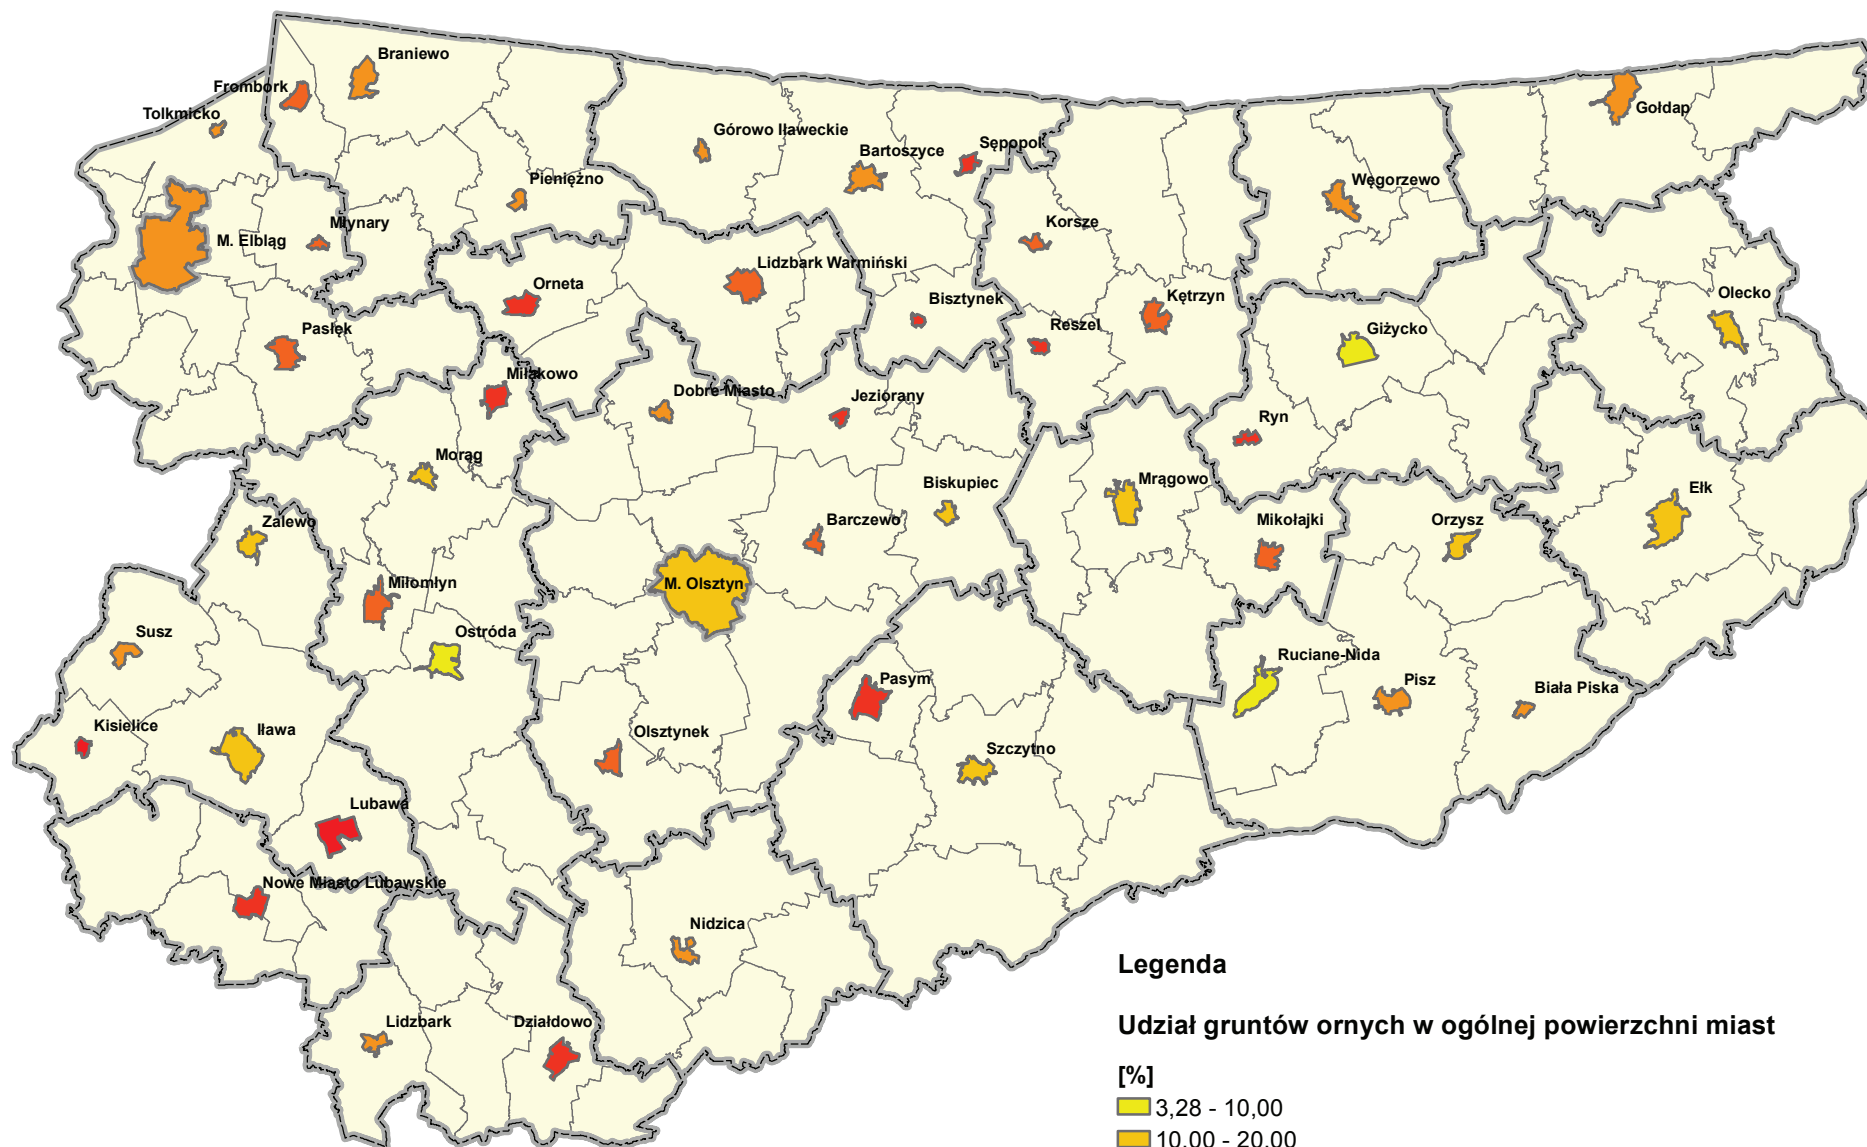 Braniewo
Frombork
Tolkmicko
Gołdap
Górowo Iławeckie
Bartoszyce
Sępopol
Pieniężno
Węgorzewo
Młynary
M. Elbląg
Korsze
Lidzbark Warmiński
Orneta
Bisztynek
Kętrzyn
Olecko
Reszel
Giżycko
Pasłęk
Miłakowo
Dobre Miasto
Jeziorany
Ryn
Morąg
Biskupiec
Mrągowo
Ełk
Zalewo
Barczewo
Mikołajki
Orzysz
Miłomłyn
M. Olsztyn
Susz
Ostróda
Ruciane-Nida
Pasym
Pisz
Biała Piska
Kisielice
Iława
Olsztynek
Szczytno
Lubawa
Nowe Miasto Lubawskie
Nidzica
Lidzbark
Działdowo
Legenda
Udział gruntów ornych w ogólnej powierzchni miast
[%]
3,28 - 10,00
10,00 - 20,00